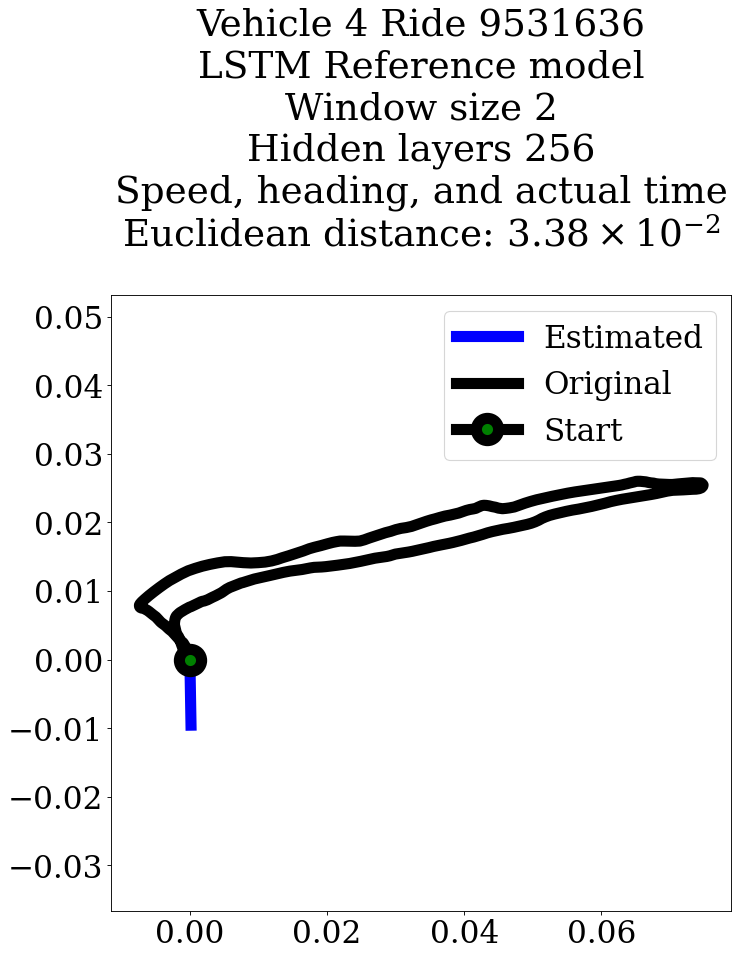 Vehicle 4 Ride 9531636
LSTM Reference model
Window size 2
Hidden layers 256
Speed, heading, and actual time
Euclidean distance: 3.38 × 10⁻²
Estimated
Original
Start
0.05
0.04
0.03
0.02
0.01
0.00
−0.01
−0.02
−0.03
0.00 0.02 0.04 0.06